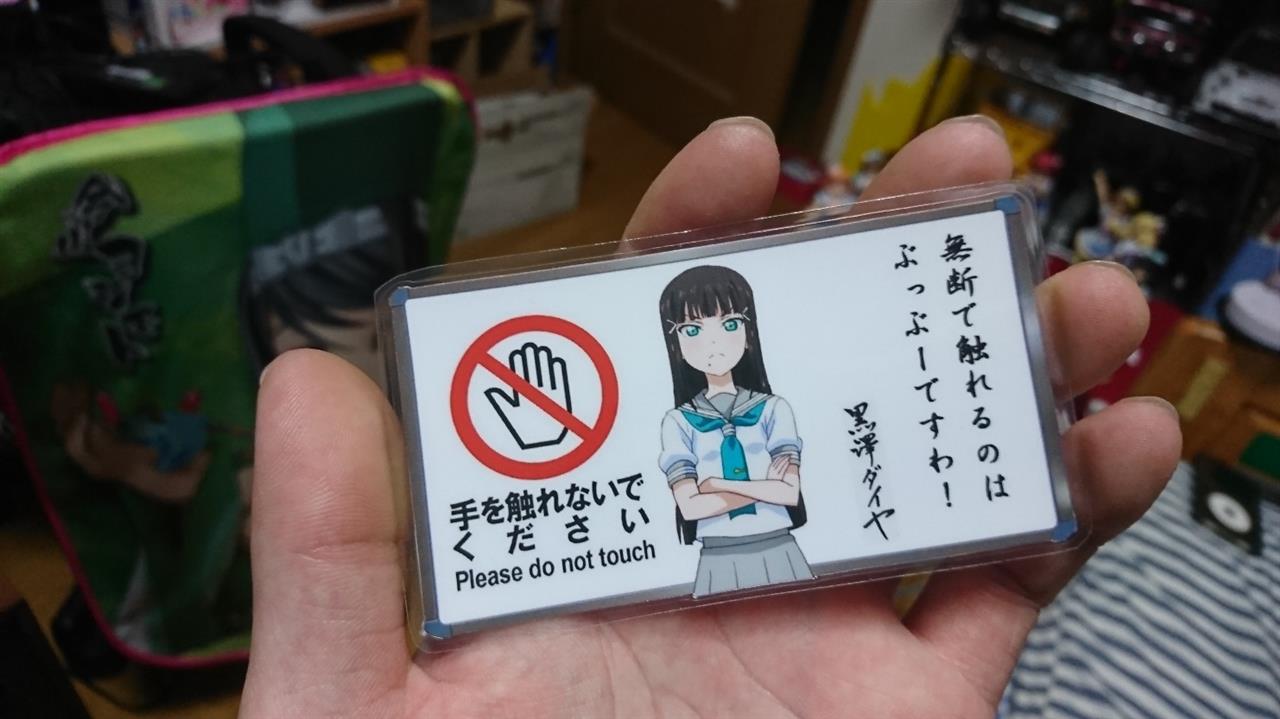 手を触れないで
ください
Please do not touch
無断で触れるのは
ぶっぶーですわ!
黒澤ダイヤ